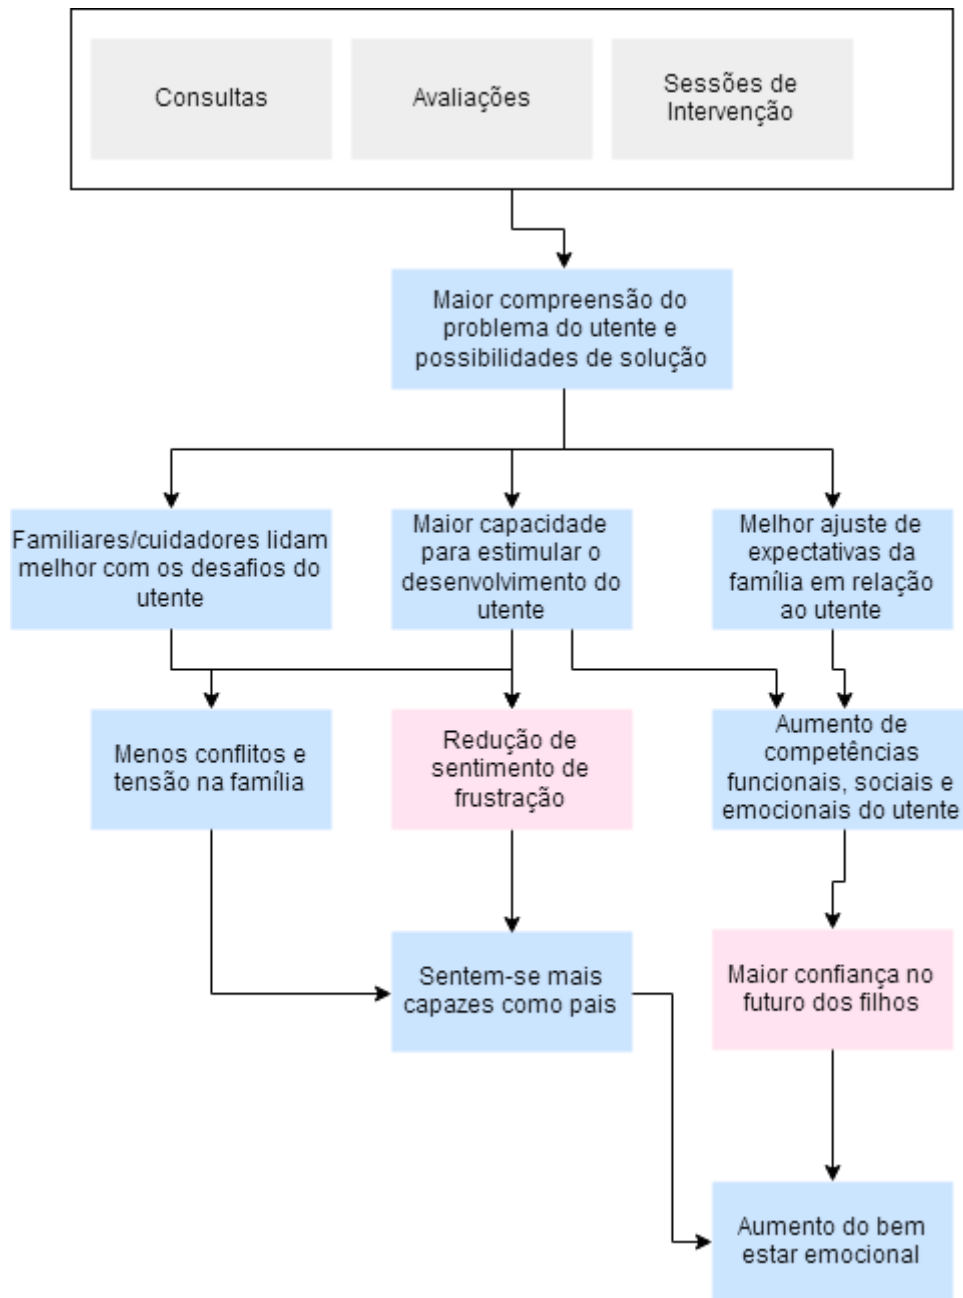 Consultas
Avaliações
Sessões de
Intervenção
Maior compreensão do
problema do utente e
possibilidades de solução
Familiares/cuidadores lidam
melhor com os desafios do
utente
Maior capacidade
para estimular o
desenvolvimento do
utente
Melhor ajuste de
expectativas da
família em relação
ao utente
Menos conflitos e
tensão na família
Redução de
sentimento de
frustração
Aumento de
competências
funcionais, sociais e
emocionais do utente
Sentem-se mais
capazes como pais
Maior confiança no
futuro dos filhos
Aumento do bem
estar emocional